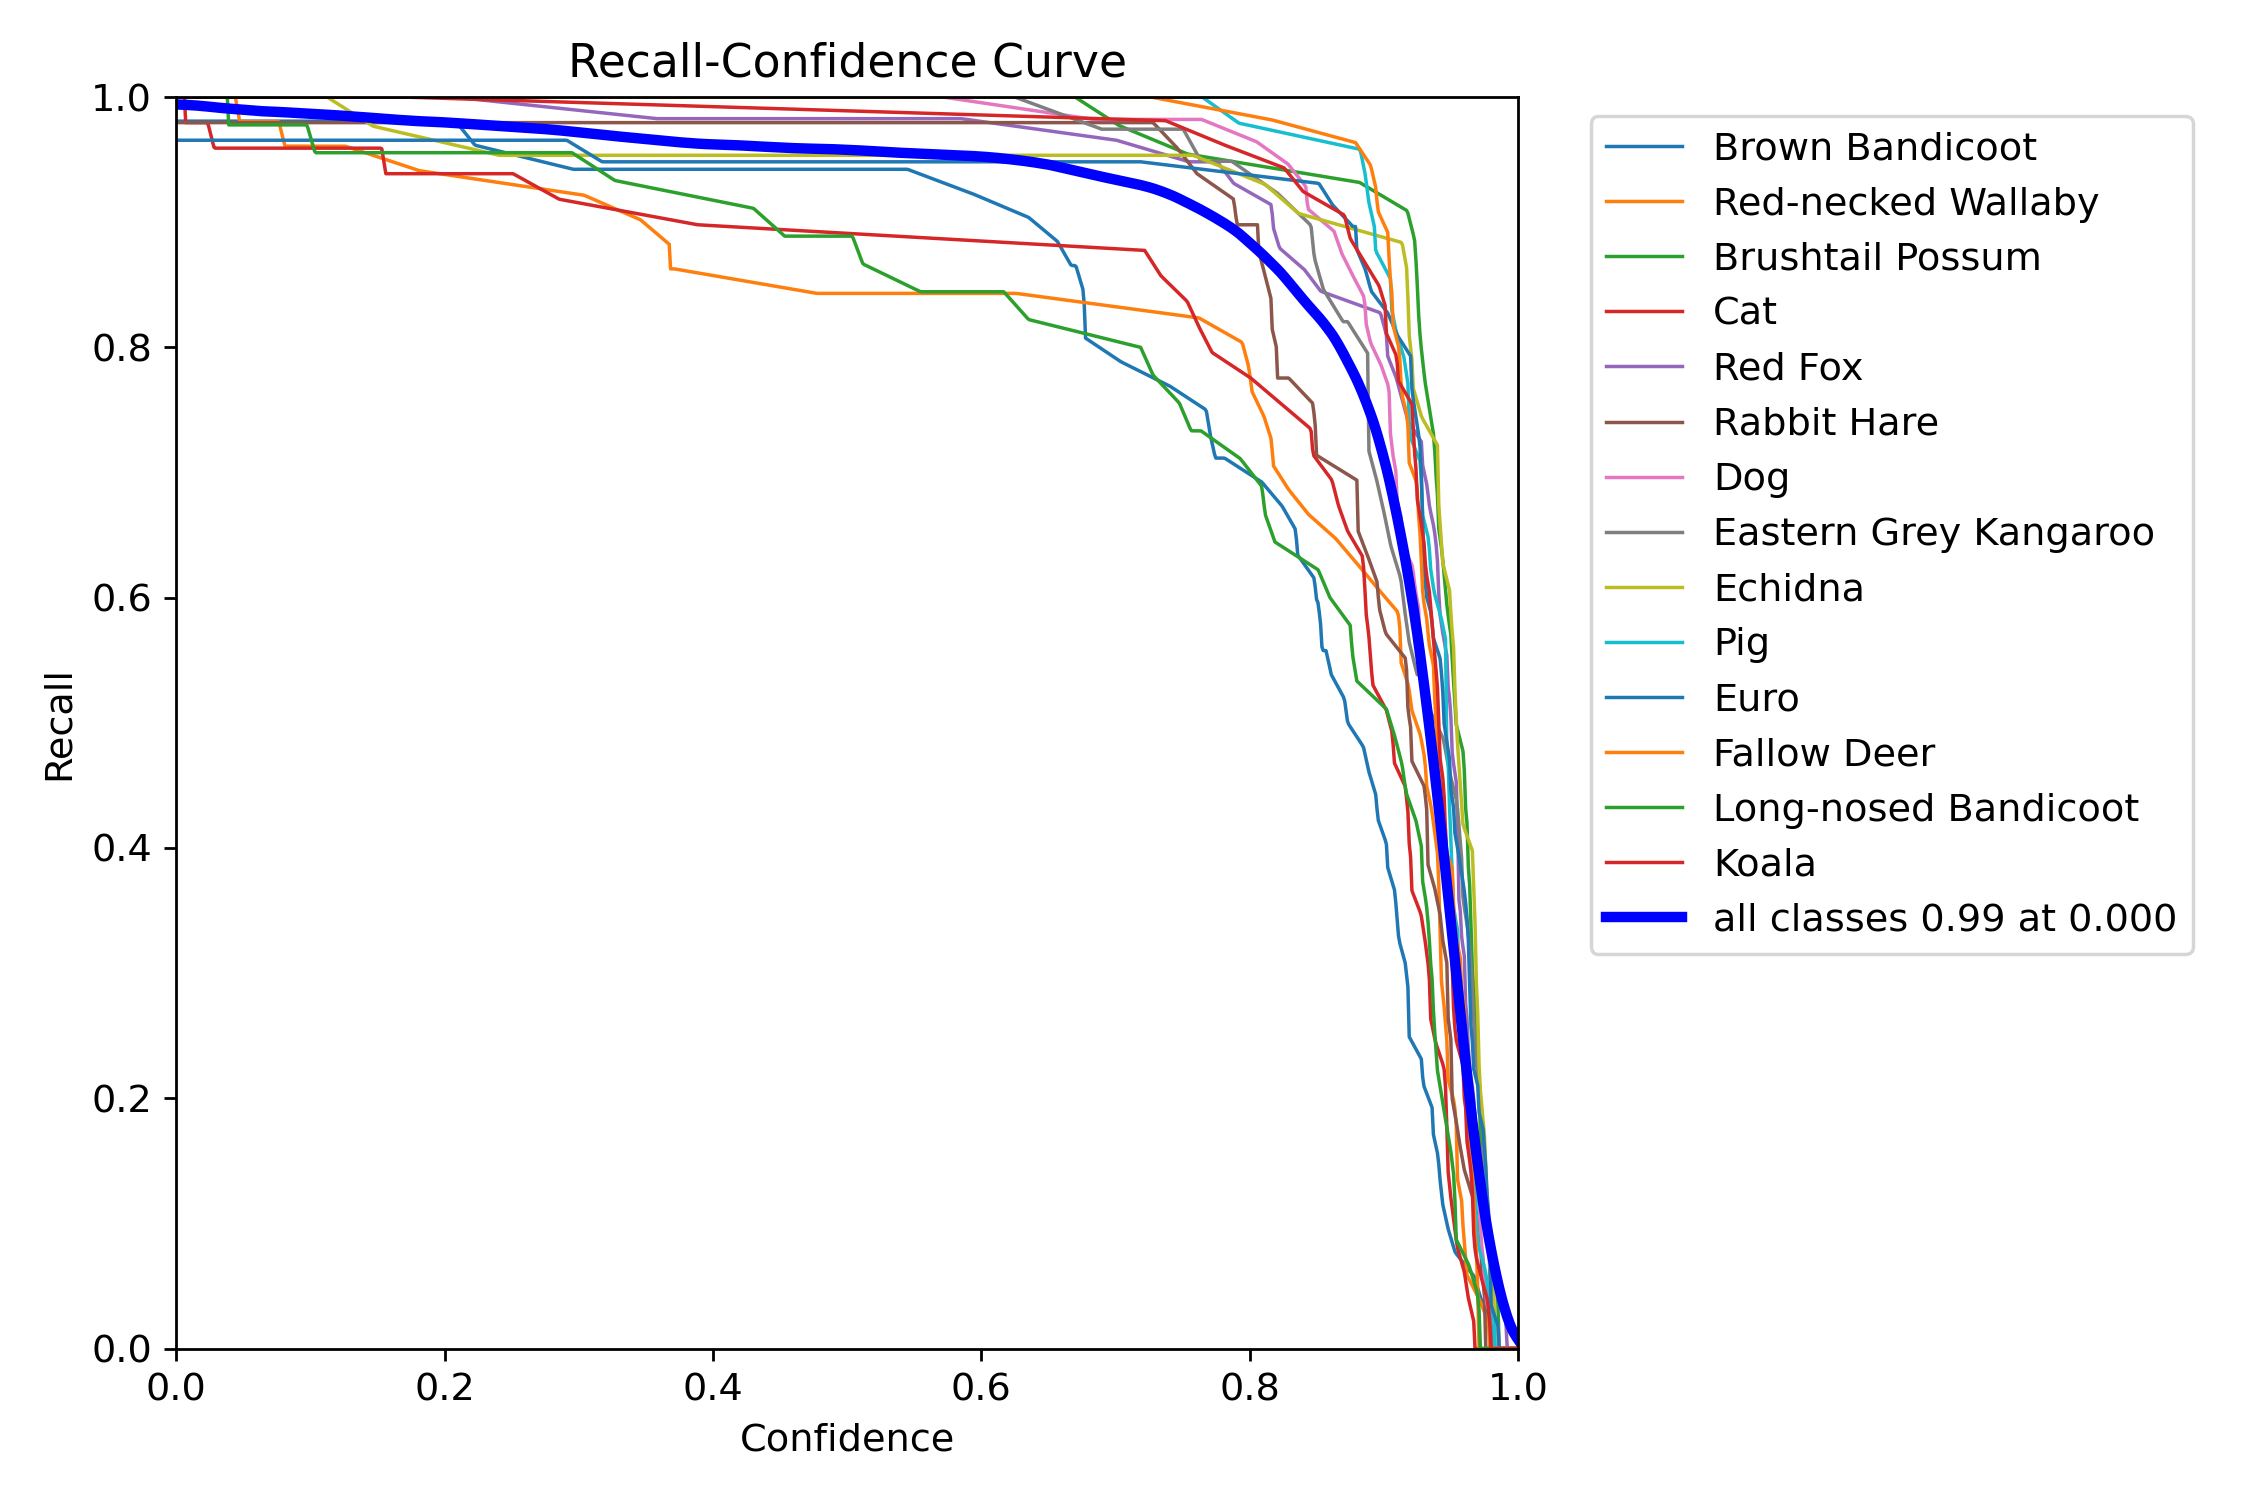 Recall-Confidence Curve
1.0
0.8
0.6
0.4
0.2
0.0
Recall
0.0 0.2 0.4 0.6 0.8 1.0
Confidence
Brown Bandicoot
Red-necked Wallaby
Brushtail Possum
Cat
Red Fox
Rabbit Hare
Dog
Eastern Grey Kangaroo
Echidna
Pig
Euro
Fallow Deer
Long-nosed Bandicoot
Koala
all classes 0.99 at 0.000